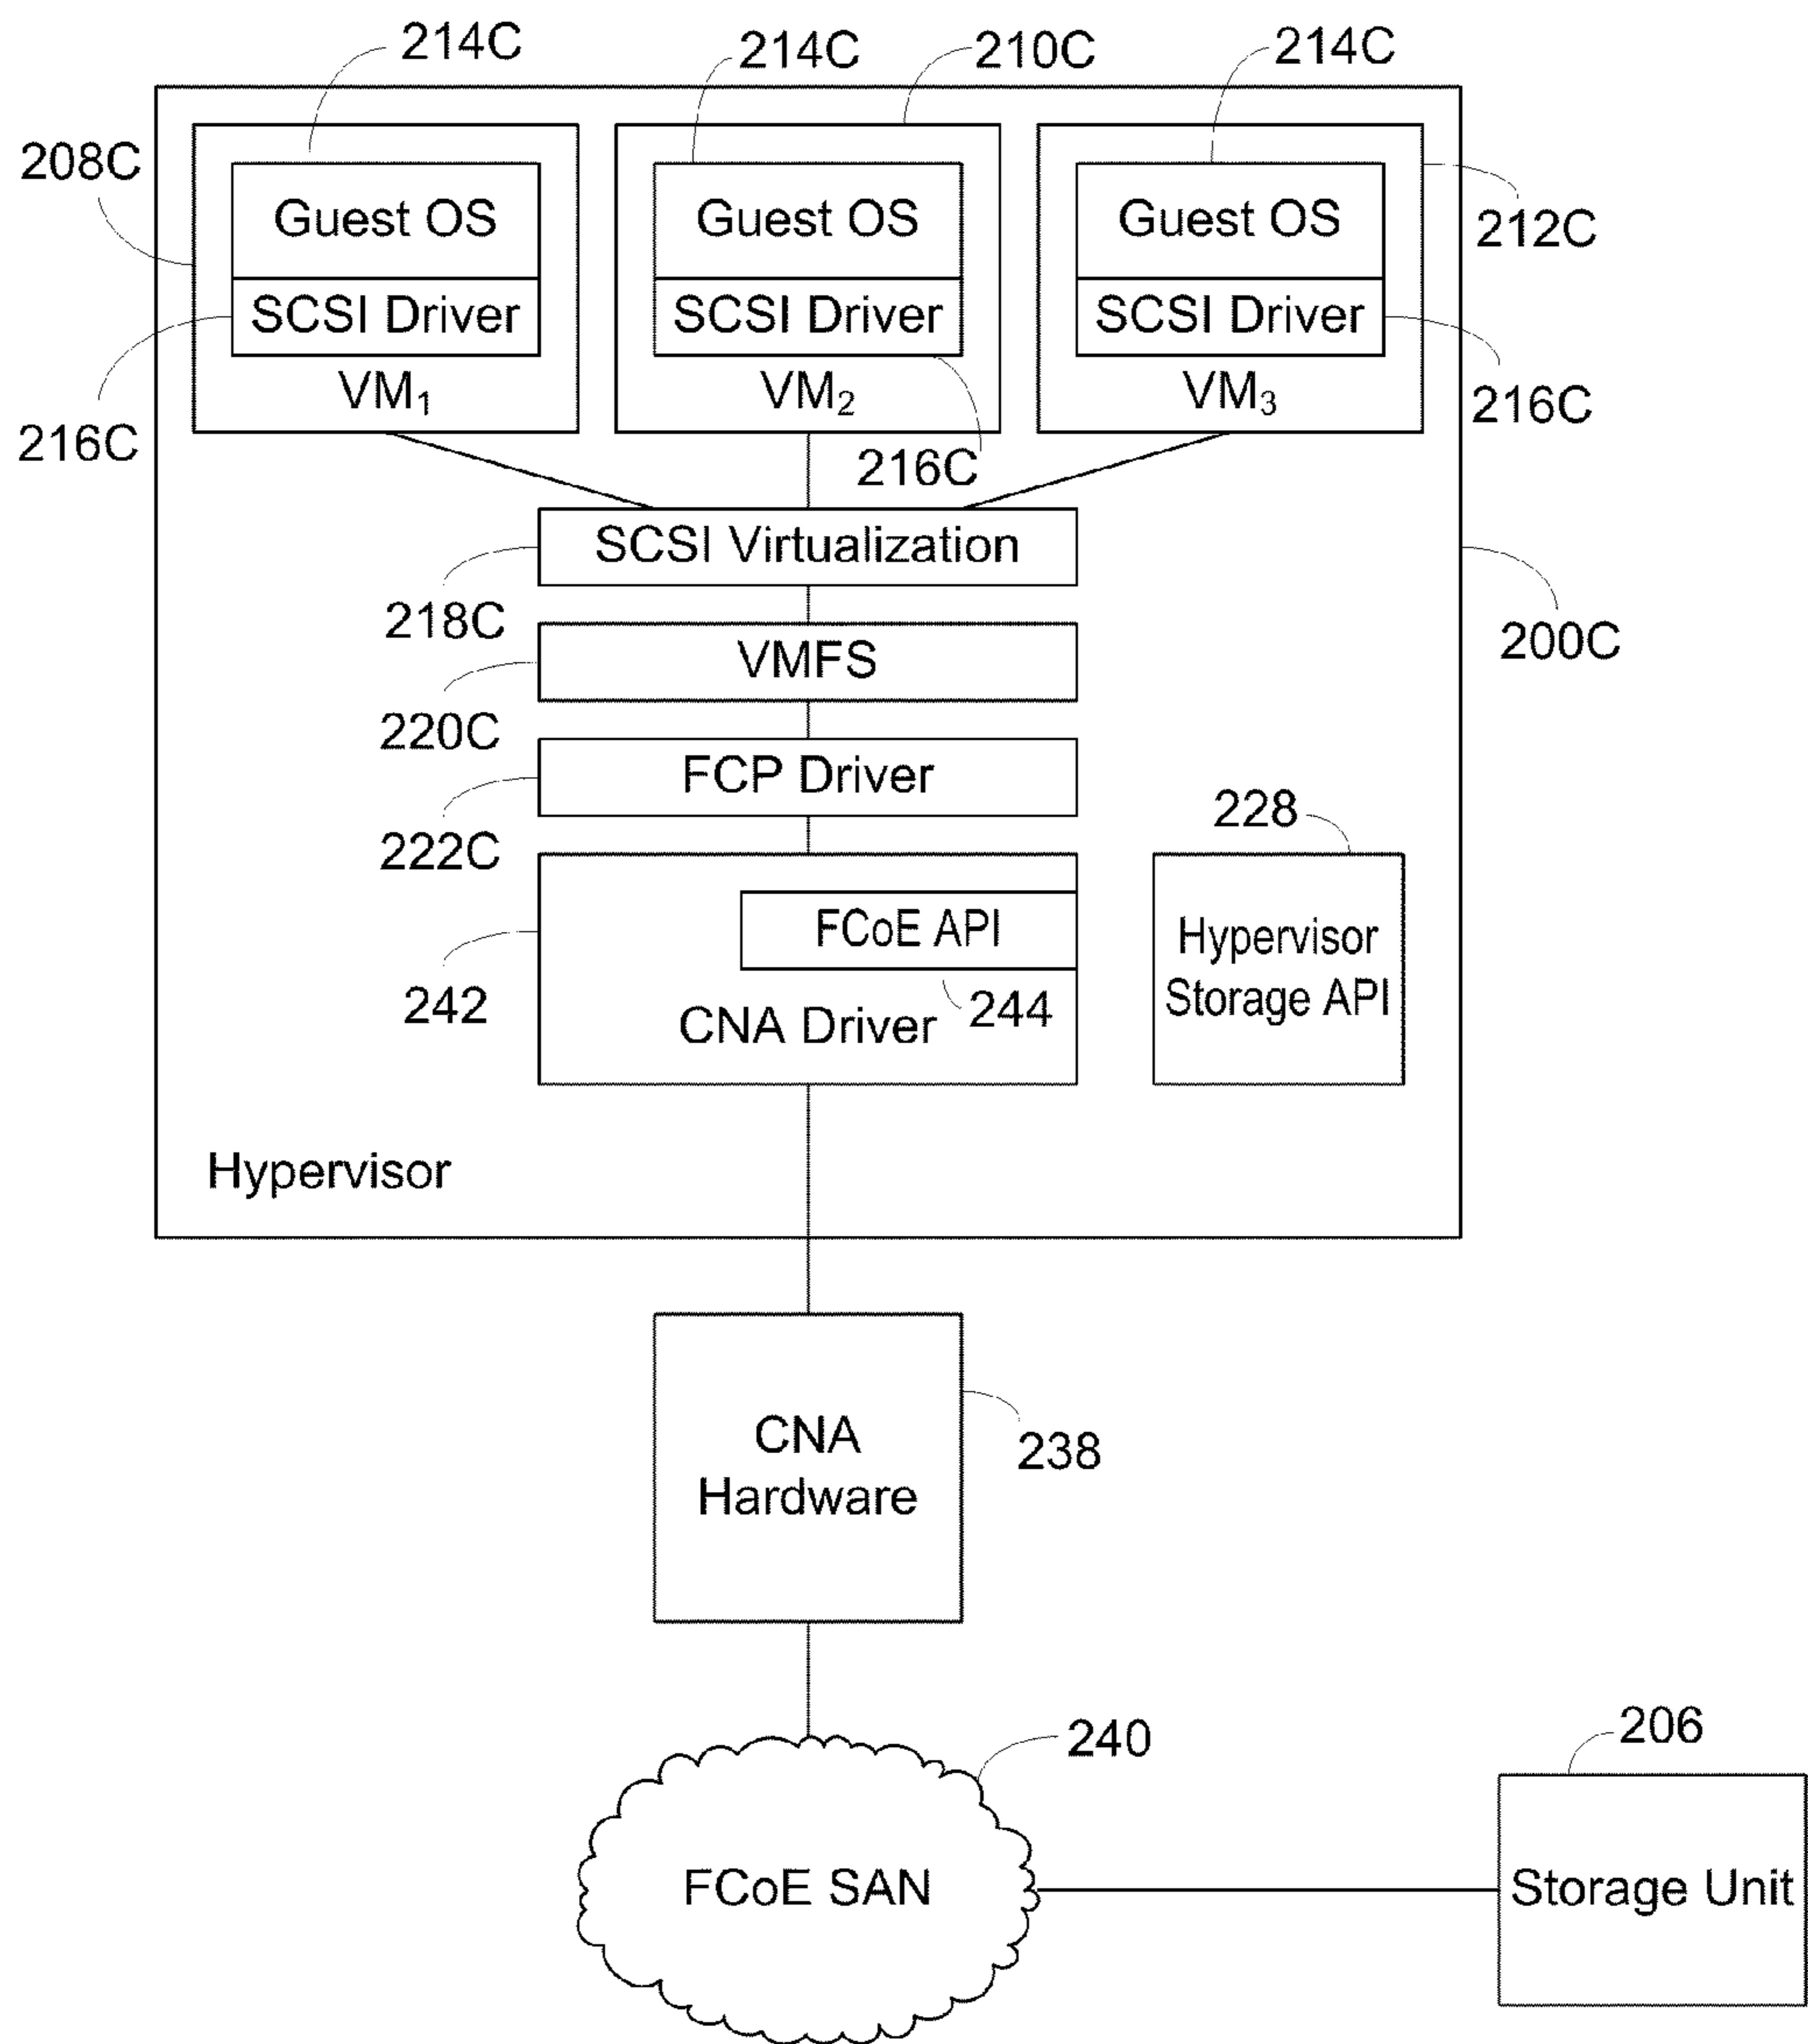 214C
214C
210C
214C
208C
Guest OS
Guest OS
Guest OS
212C
SCSI Driver
SCSI Driver
SCSI Driver
VM₁
VM₂
VM₃
216C
216C
216C
SCSI Virtualization
218C
200C
VMFS
220C
FCP Driver
228
222C
FCoE API
Hypervisor
Storage API
242
244
CNA Driver
Hypervisor
CNA
Hardware
238
240
206
FCoE SAN
Storage Unit